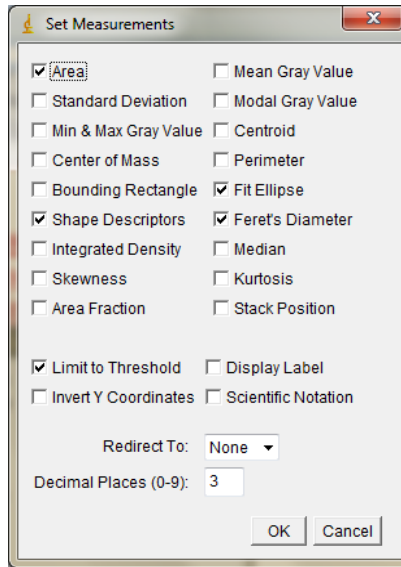 Set Measurements
Area Mean Gray Value
Standard Deviation Modal Gray Value
Min & Max Gray Value Centroid
Center of Mass Perimeter
Bounding Rectangle Fit Ellipse
Shape Descriptors Feret's Diameter
Integrated Density Median
Skewness Kurtosis
Area Fraction Stack Position
Limit to Threshold Display Label
Invert Y Coordinates Scientific Notation
Redirect To: None
Decimal Places (0-9): 3
OK Cancel